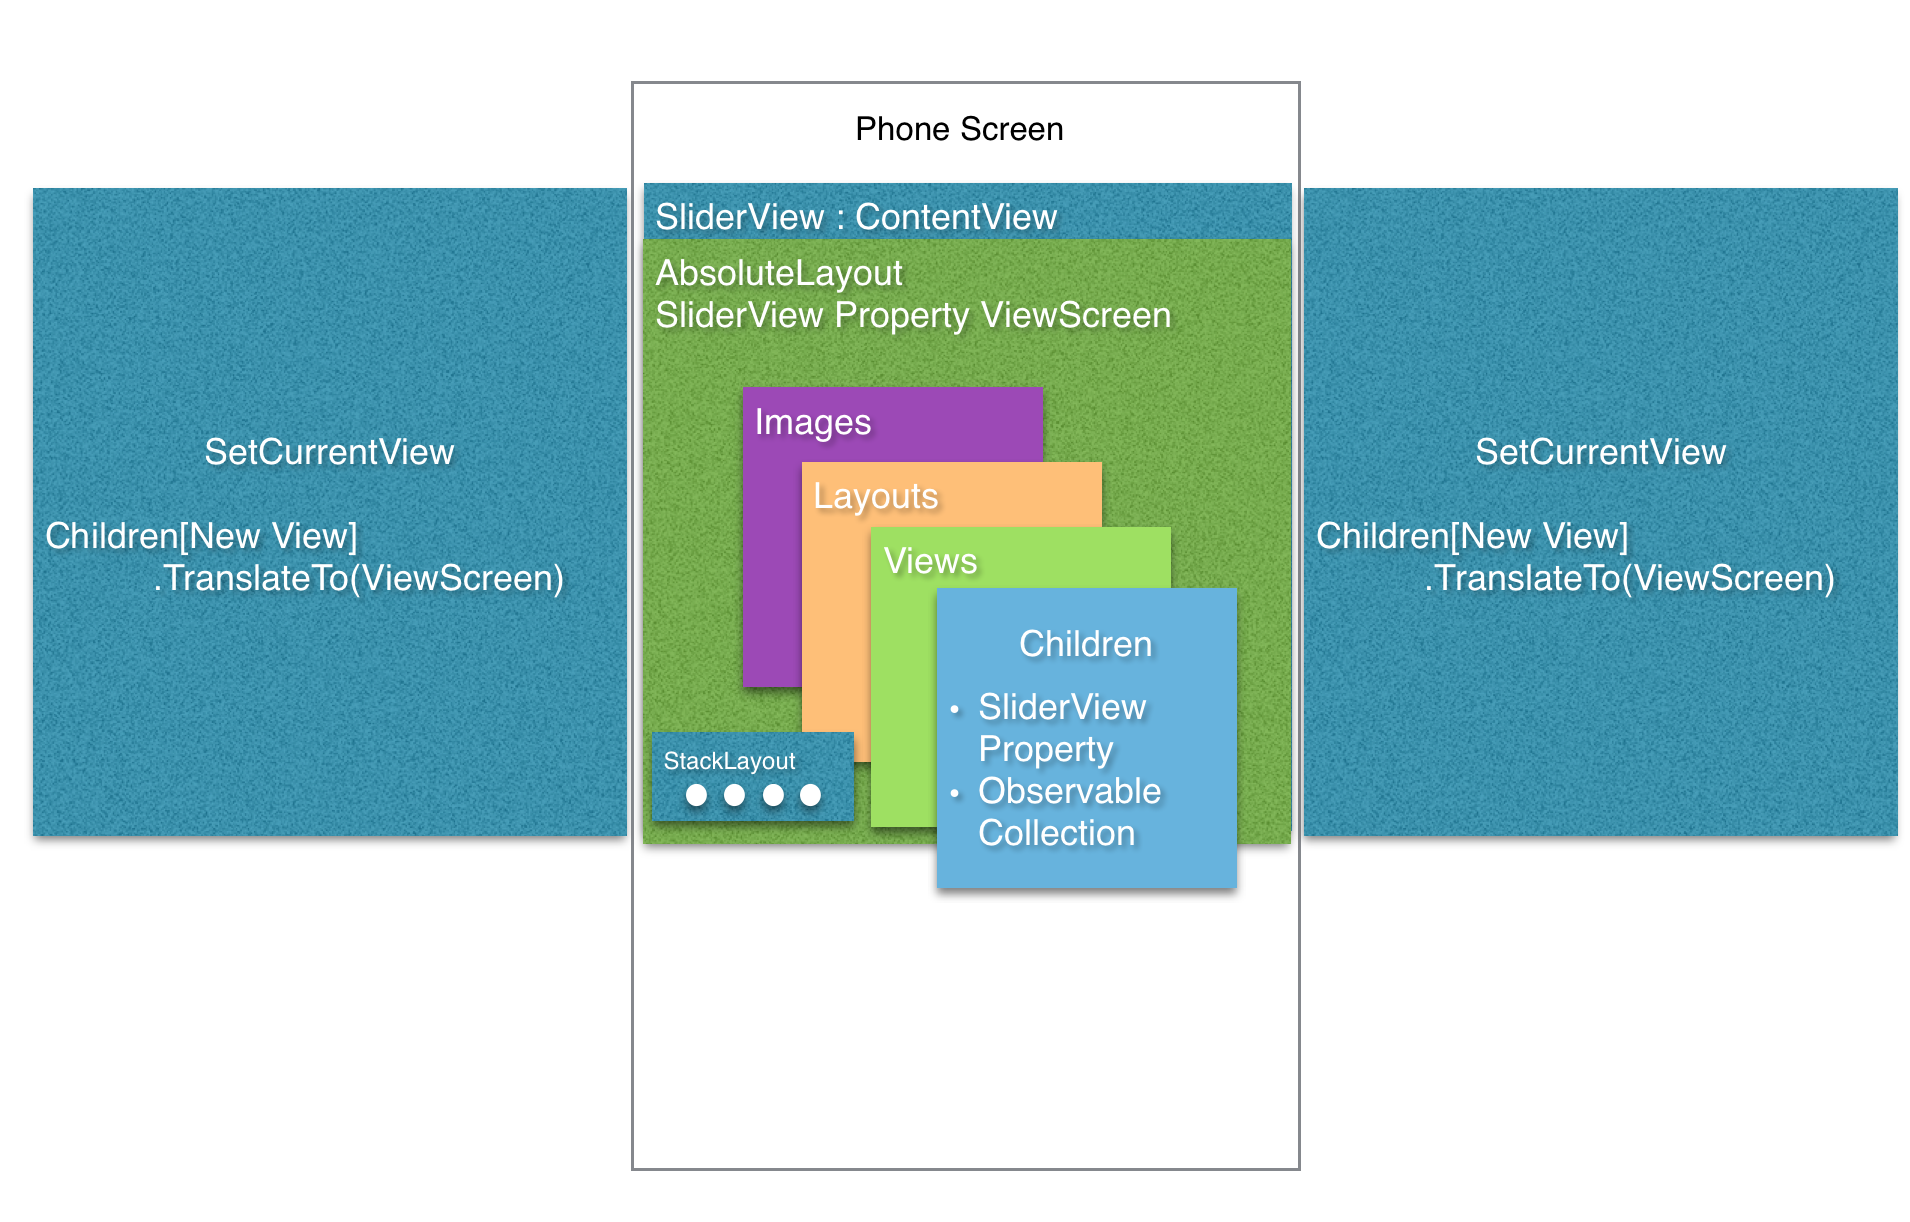 Phone Screen
SliderView : ContentView
AbsoluteLayout
SliderView Property ViewScreen
SetCurrentView
Children[New View]
.TranslateTo(ViewScreen)
Images
Layouts
Views
Children
• SliderView
Property
• Observable
Collection
StackLayout
SetCurrentView
Children[New View]
.TranslateTo(ViewScreen)